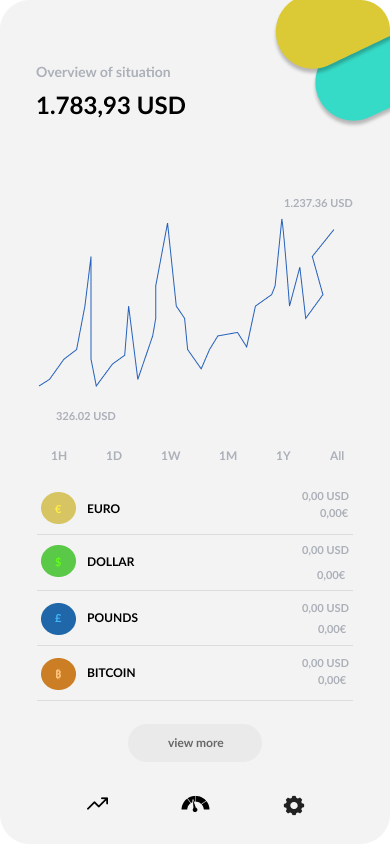 Overview of situation
1.783,93 USD
1.237.36 USD
326.02 USD
1H 1D 1W 1M 1Y All
€ EURO 0,00 USD
0,00€
$ DOLLAR 0,00 USD
0,00€
£ POUNDS 0,00 USD
0,00€
₿ BITCOIN 0,00 USD
0,00€
view more